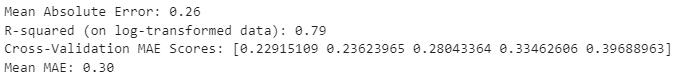 Mean Absolute Error: 0.26
R-squared (on log-transformed data): 0.79
Cross-Validation MAE Scores: [0.22915109 0.23623965 0.28043364 0.33462606 0.39688963]
Mean MAE: 0.30